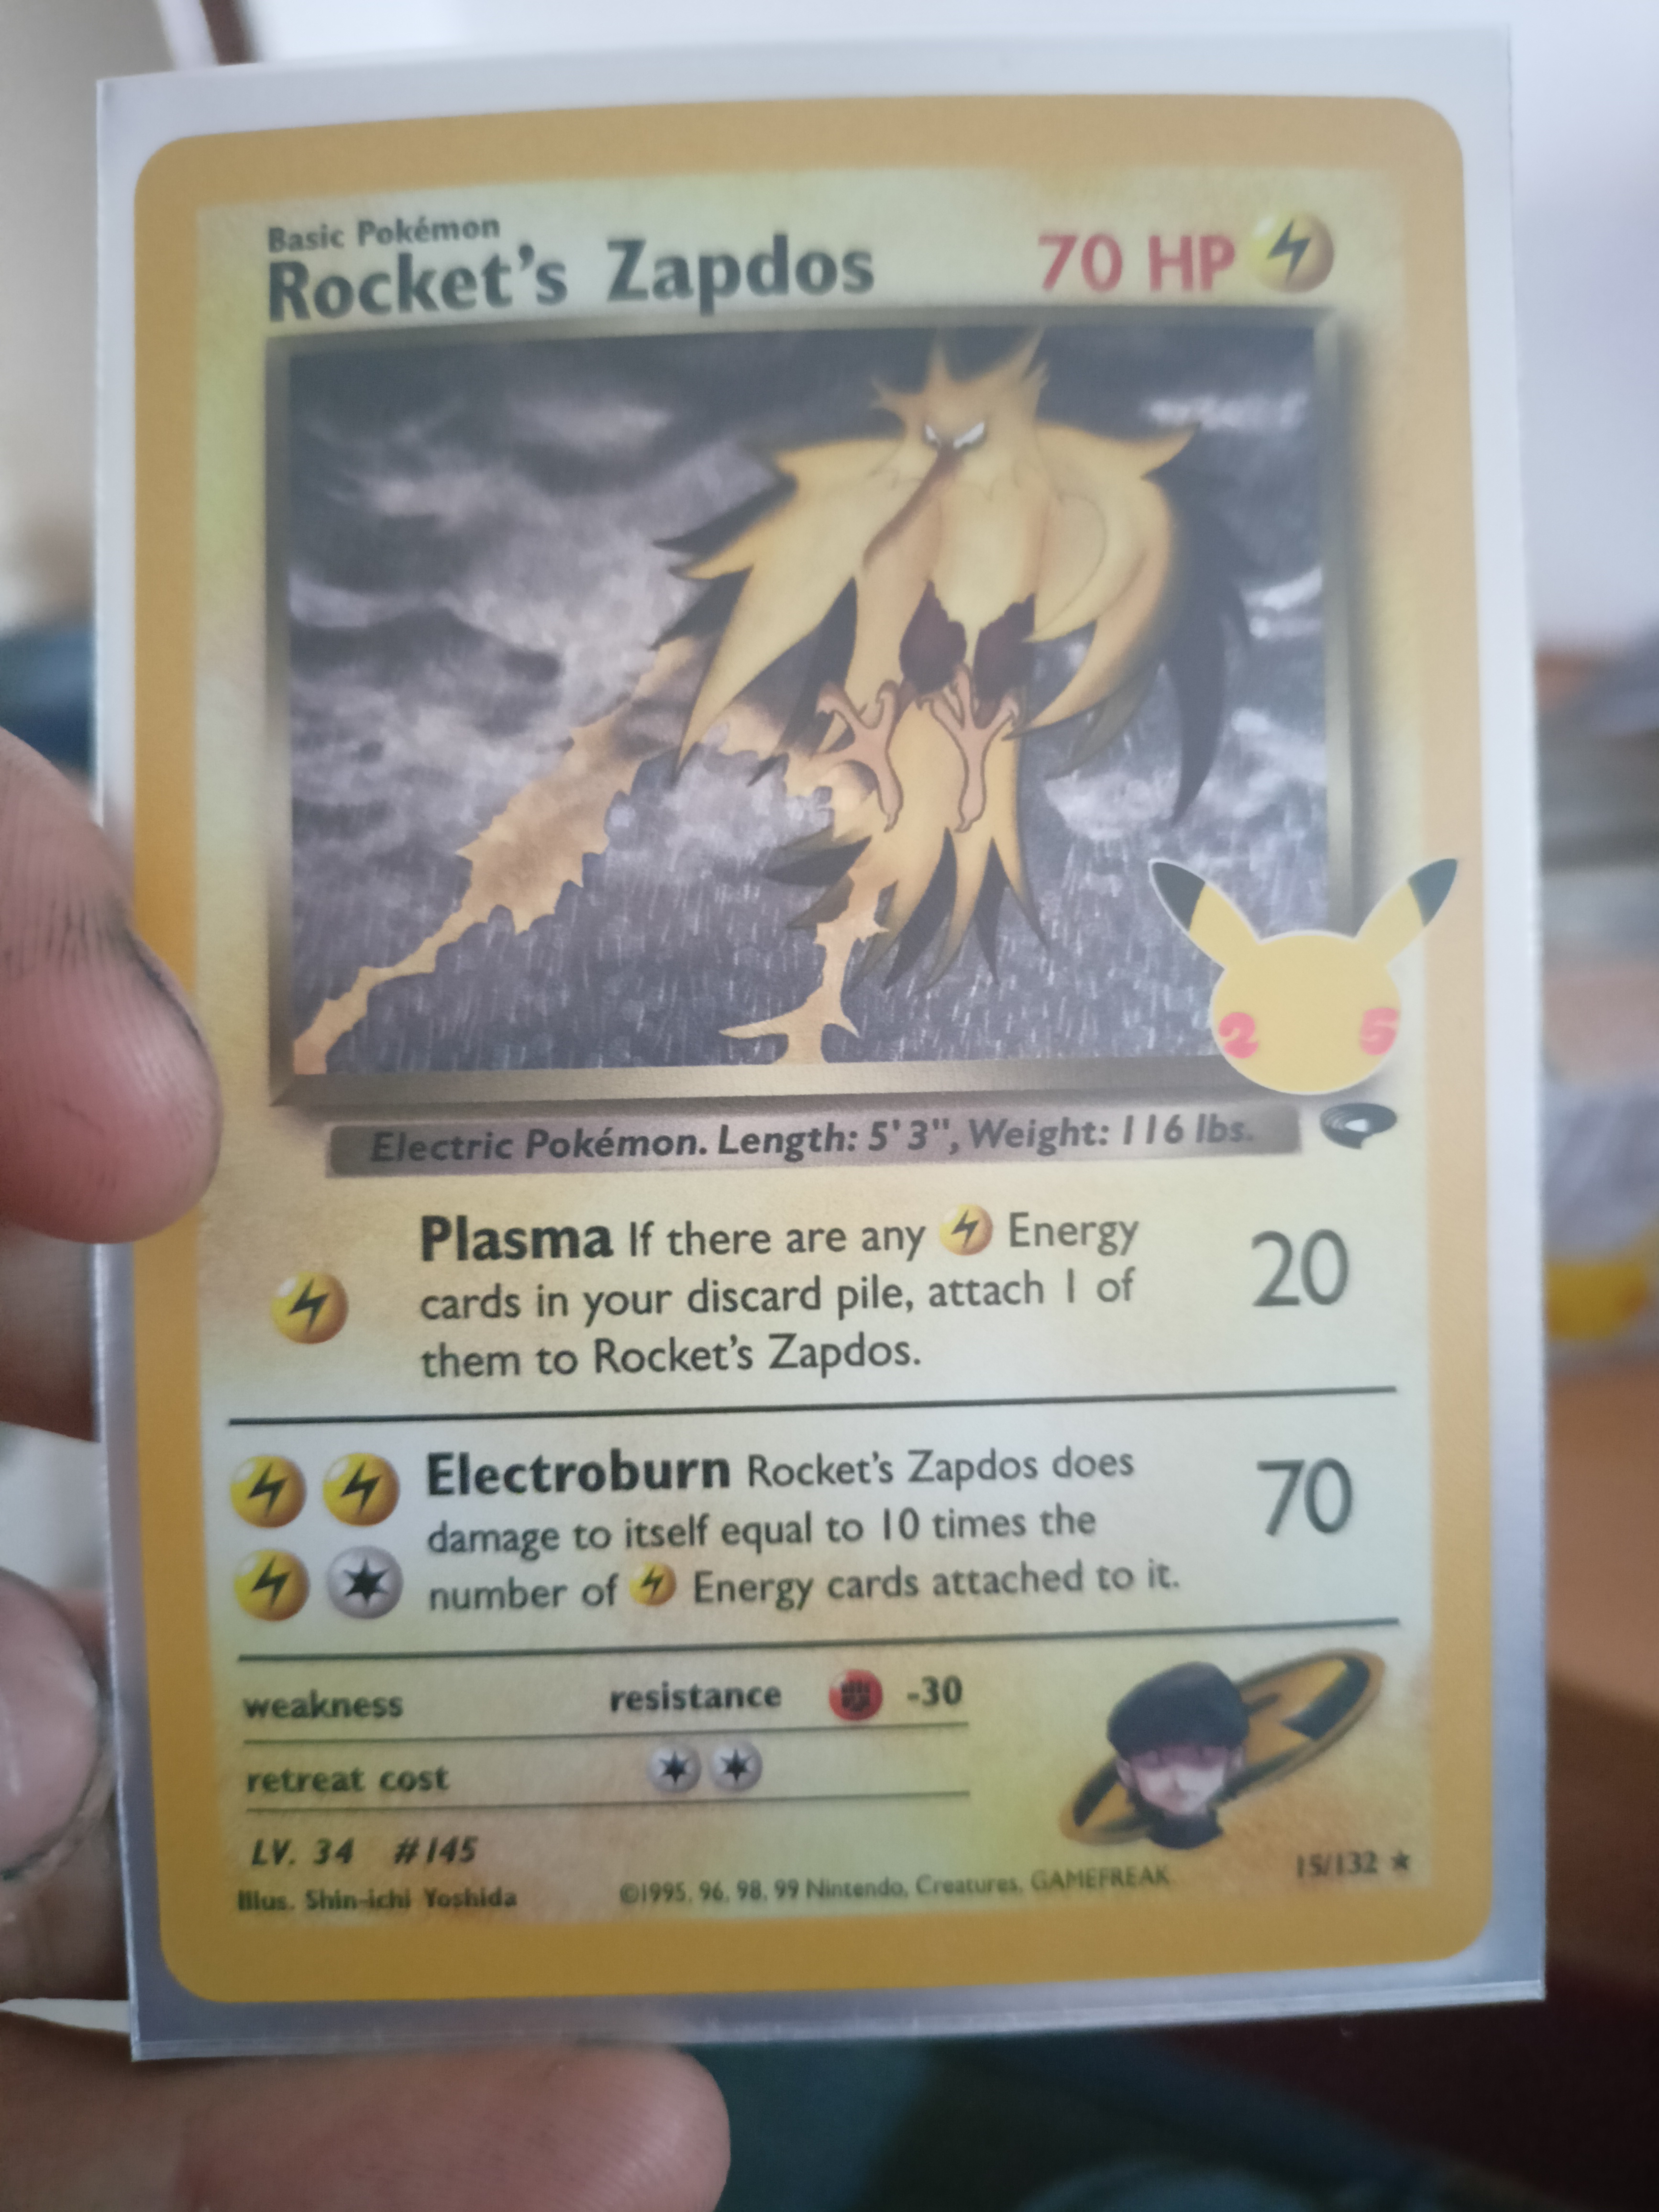 Basic Pokémon
Rocket's Zapdos 70 HP
2 5
Electric Pokémon. Length: 5'3", Weight: 116 lbs.
Plasma If there are any Energy 20
cards in your discard pile, attach 1 of
them to Rocket's Zapdos.
Electroburn Rocket's Zapdos does 70
damage to itself equal to 10 times the
number of Energy cards attached to it.
weakness resistance -30
retreat cost
LV. 34 #145
Illus. Shin-ichi Yoshida ©1995, 96, 98, 99 Nintendo, Creatures, GAMEFREAK. 15/132 ★